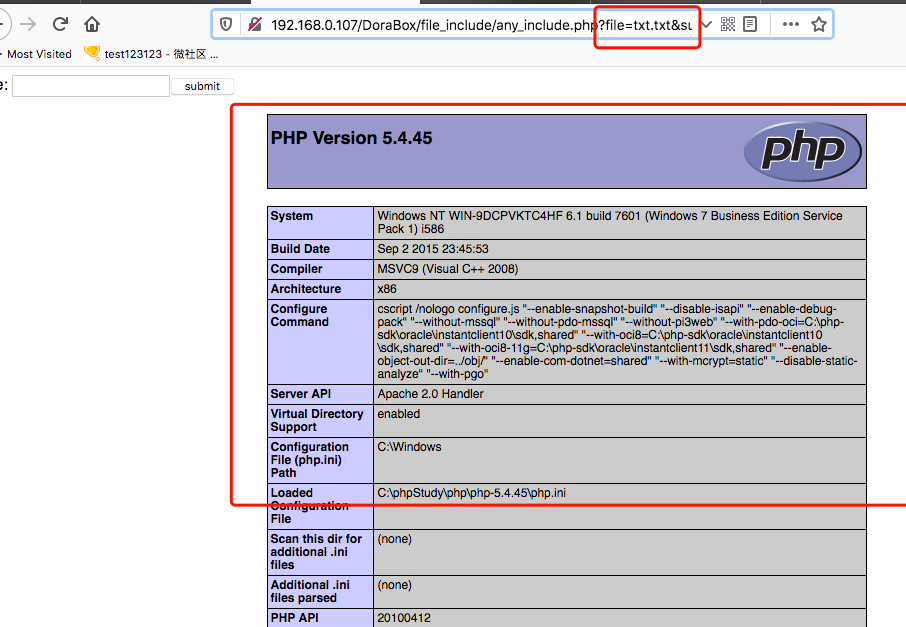 192.168.0.107/DoraBox/file_include/any_include.php?file=txt.txt&su
Most Visited
test123123 - 微社区 ...
e:
submit
PHP Version 5.4.45
php
System
Windows NT WIN-9DCPVKTC4HF 6.1 build 7601 (Windows 7 Business Edition Service
Pack 1) i586
Build Date
Sep 2 2015 23:45:53
Compiler
MSVC9 (Visual C++ 2008)
Architecture
x86
Configure
Command
cscript /nologo configure.js "--enable-snapshot-build" "--disable-isapi" "--enable-debug-
pack" "--without-mssql" "--without-pdo-mssql" "--without-pi3web" "--with-pdo-oci=C:\php-
sdk\oracle\instantclient10\sdk,shared" "--with-oci8=C:\php-sdk\oracle\instantclient10
\sdk,shared" "--with-oci8-11g=C:\php-sdk\oracle\instantclient11\sdk,shared" "--enable-
object-out-dir=../obj/" "--enable-com-dotnet=shared" "--with-mcrypt=static" "--disable-static-
analyze" "--with-pgo"
Server API
Apache 2.0 Handler
Virtual Directory
Support
enabled
Configuration
File (php.ini)
Path
C:\Windows
Loaded
Configuration
File
C:\phpStudy\php\php-5.4.45\php.ini
Scan this dir for
additional .ini
files
(none)
Additional .ini
files parsed
(none)
PHP API
20100412